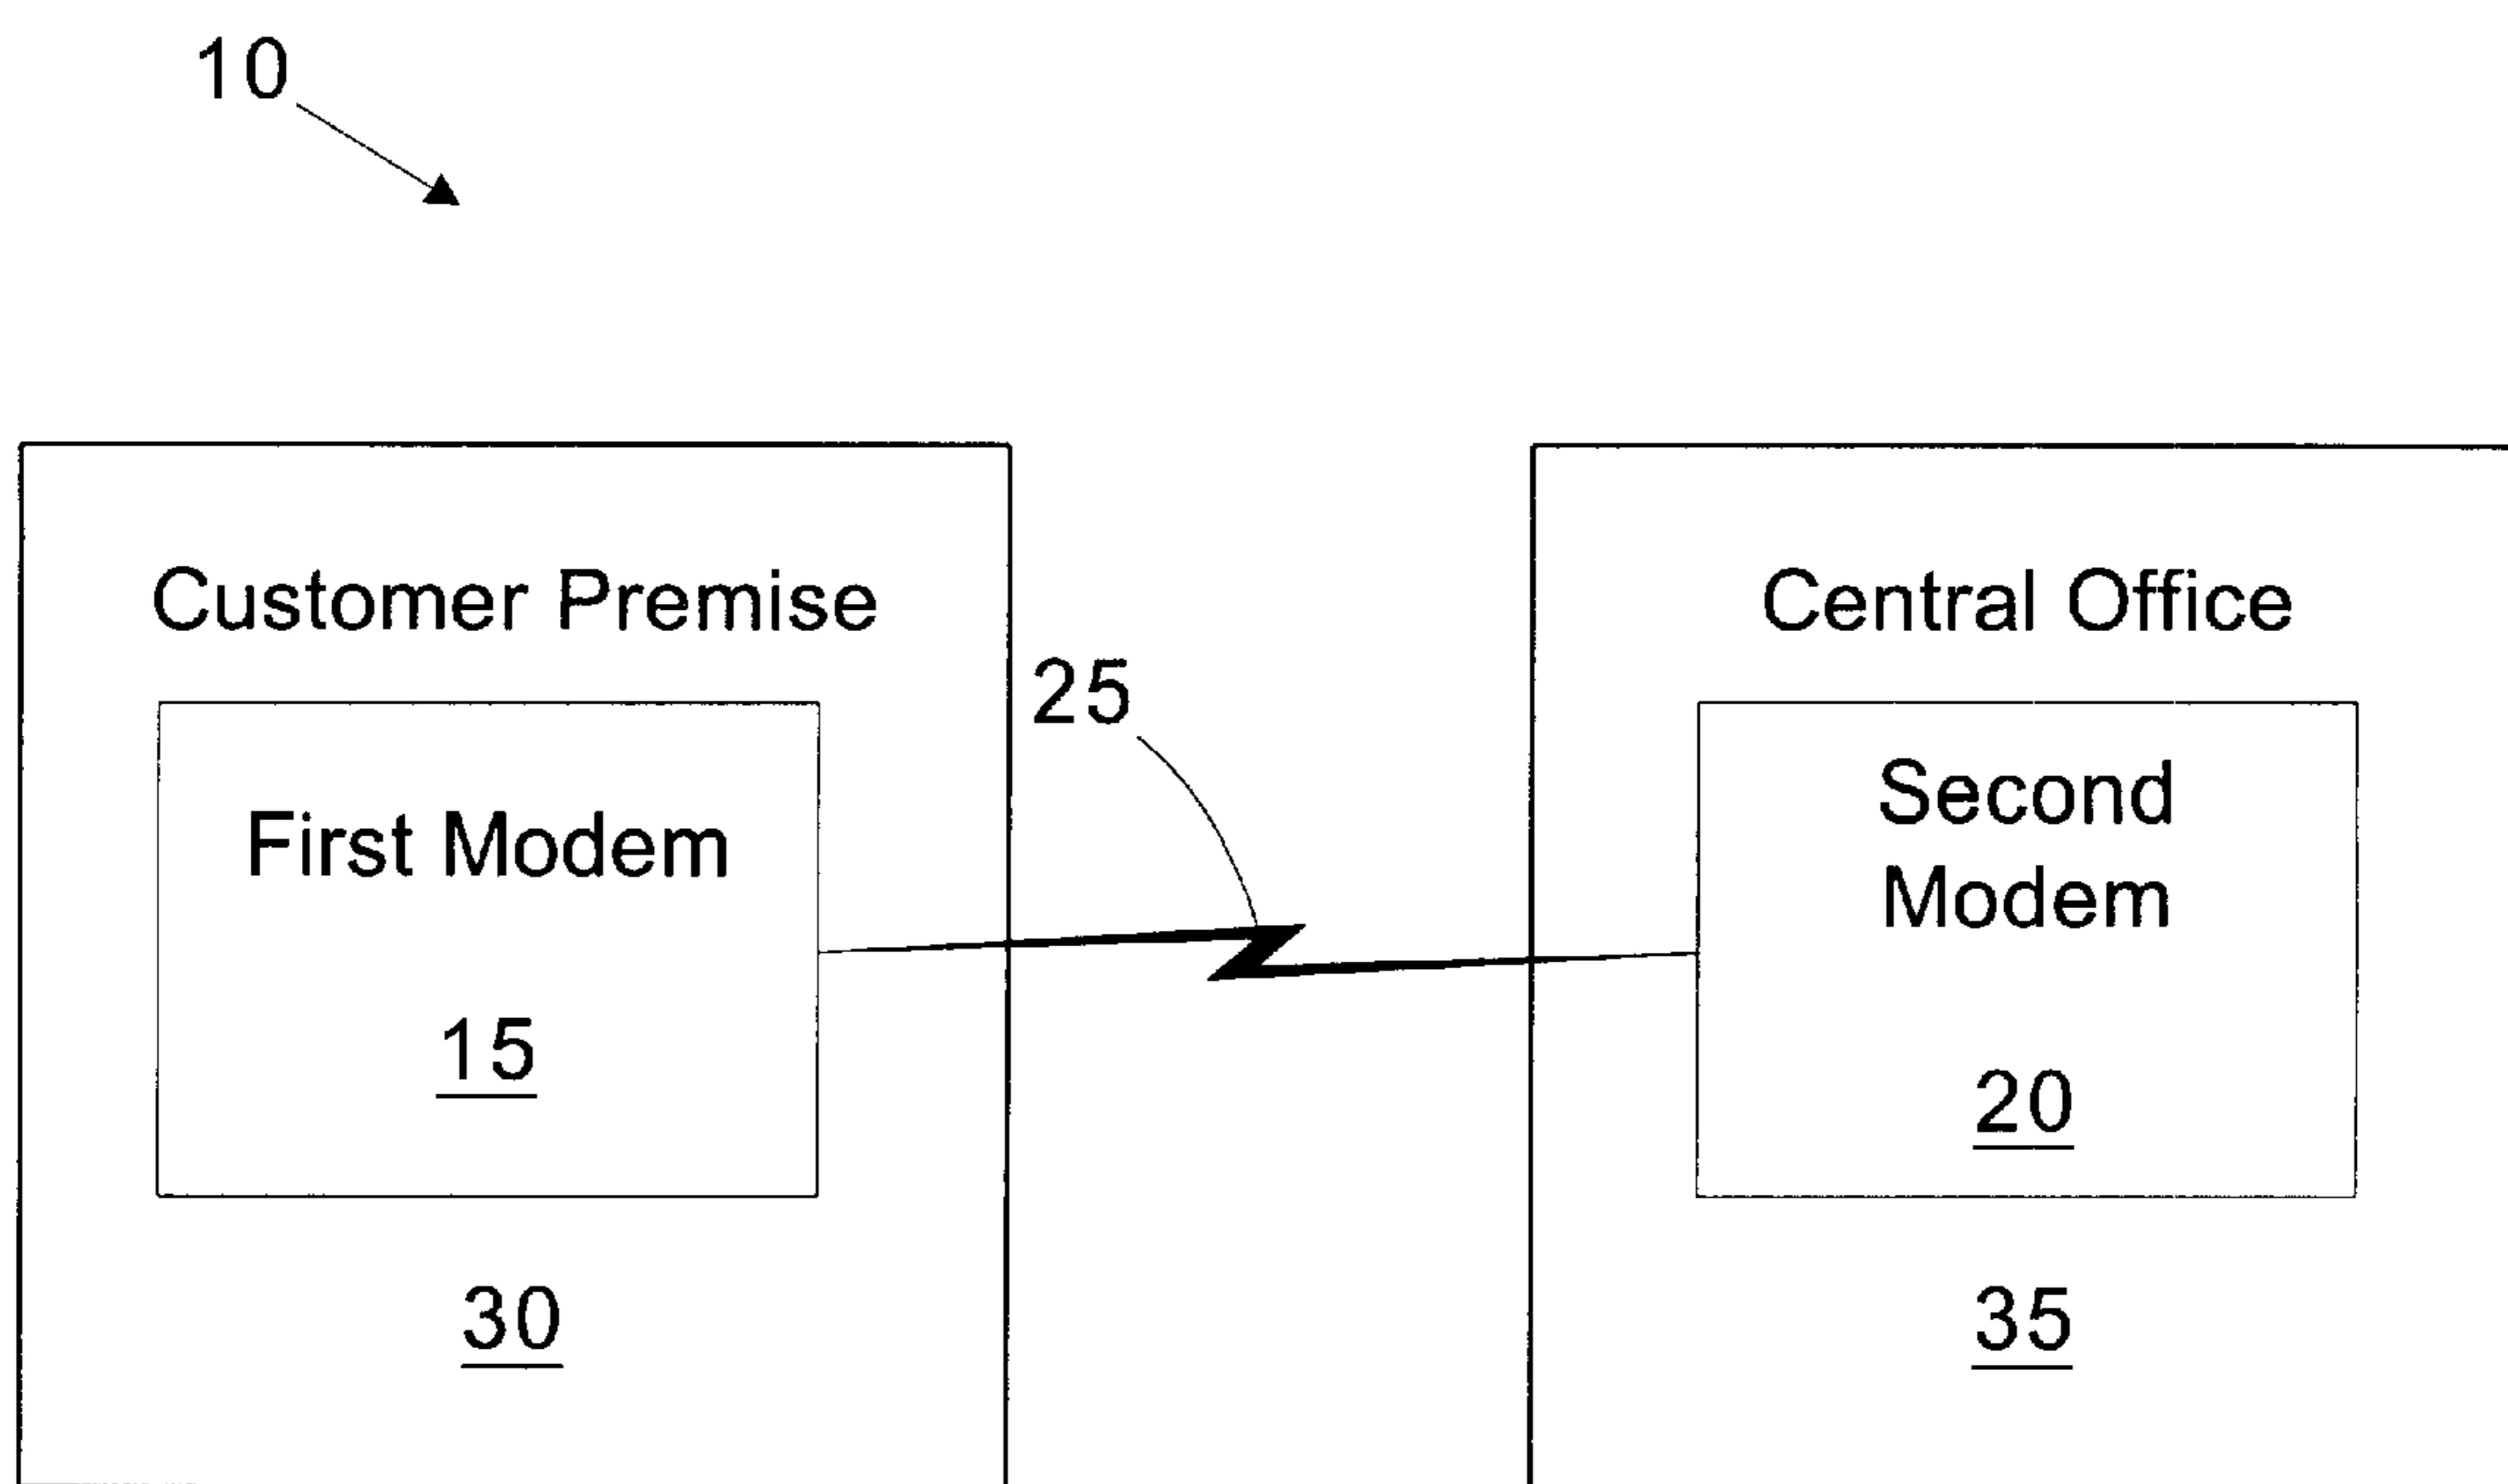 10
Customer Premise
Central Office
25
First Modem
Second
Modem
15
20
30
35